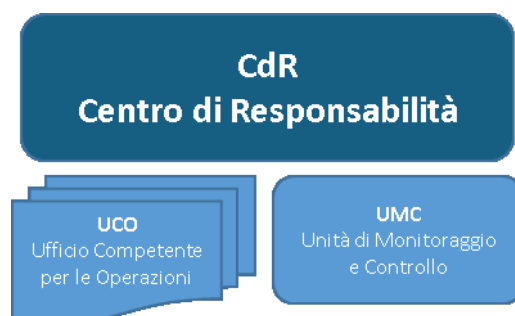 CdR
Centro di Responsabilità
UCO
Ufficio Competente
per le Operazioni
UMC
Unità di Monitoraggio
e Controllo